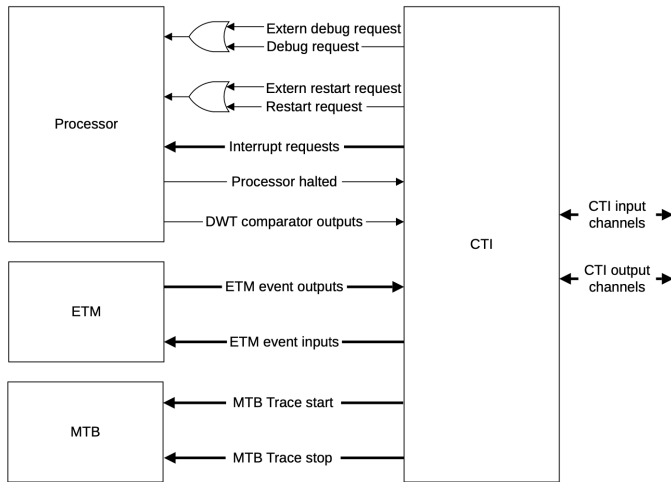 Extern debug request
Debug request
Extern restart request
Restart request
Processor
Interrupt requests
Processor halted
DWT comparator outputs
CTI
CTI input
channels
CTI output
channels
ETM event outputs
ETM
ETM event inputs
MTB Trace start
MTB
MTB Trace stop